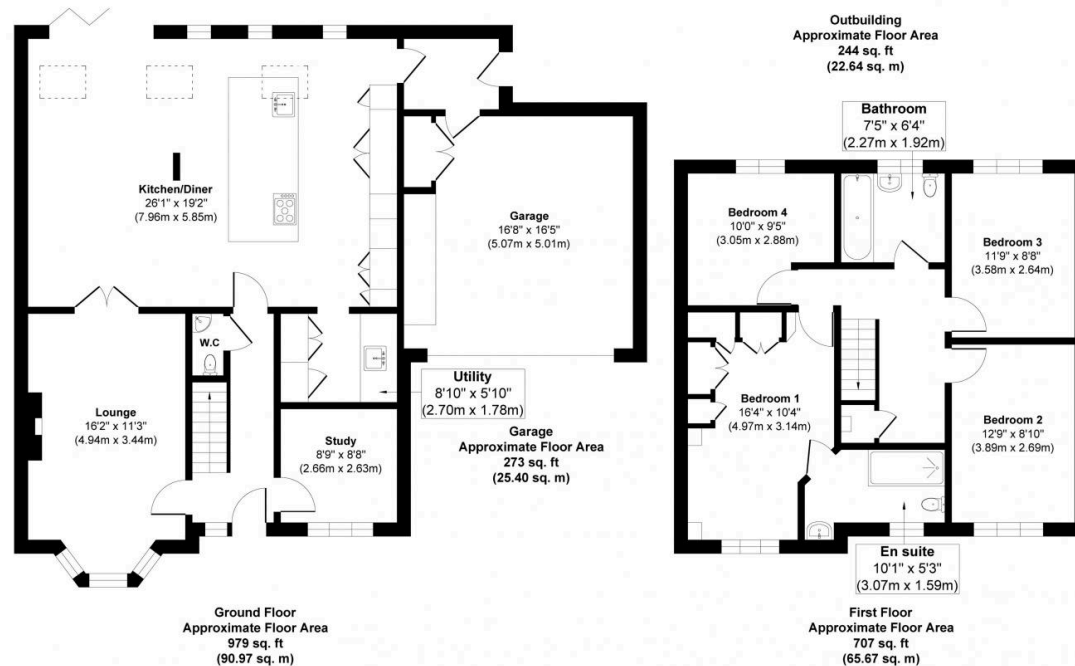 Kitchen/Diner
26'1" x 19'2"
(7.96m x 5.85m)
Garage
16'8" x 16'5"
(5.07m x 5.01m)
W.C
Lounge
16'2" x 11'3"
(4.94m x 3.44m)
Utility
8'10" x 5'10"
(2.70m x 1.78m)
Study
8'9" x 8'8"
(2.66m x 2.63m)
Garage
Approximate Floor Area
273 sq. ft
(25.40 sq. m)
Ground Floor
Approximate Floor Area
979 sq. ft
(90.97 sq. m)
Outbuilding
Approximate Floor Area
244 sq. ft
(22.64 sq. m)
Bathroom
7'5" x 6'4"
(2.27m x 1.92m)
Bedroom 4
10'0" x 9'5"
(3.05m x 2.88m)
Bedroom 3
11'9" x 8'8"
(3.58m x 2.64m)
Bedroom 1
16'4" x 10'4"
(4.97m x 3.14m)
Bedroom 2
12'9" x 8'10"
(3.89m x 2.69m)
En suite
10'1" x 5'3"
(3.07m x 1.59m)
First Floor
Approximate Floor Area
707 sq. ft
(65.67 sq. m)